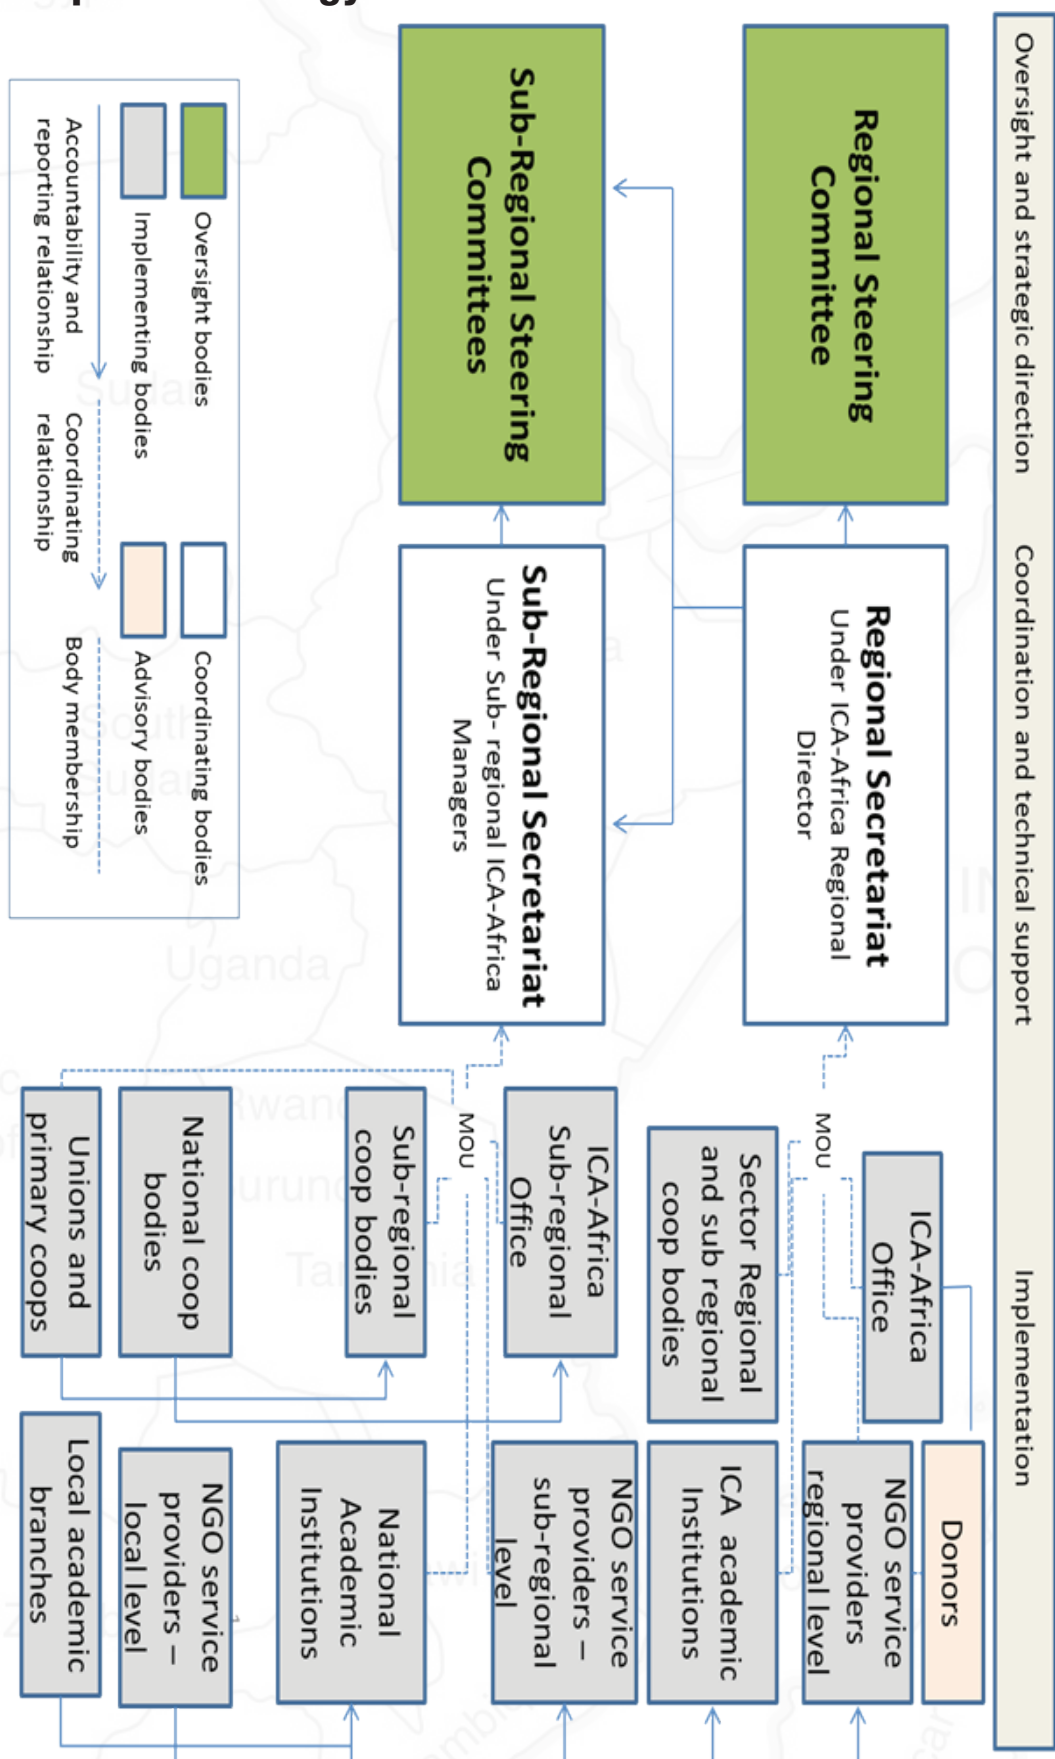 Oversight and strategic direction
Coordination and technical support
Implementation
Regional Steering
Committee
Regional Secretariat
Under ICA-Africa Regional
Director
MOU
ICA-Africa
Office
Donors
NGO service
providers
regional level
Sector Regional
and sub regional
coop bodies
ICA academic
Institutions
Sub-Regional Steering
Committees
Sub-Regional Secretariat
Under Sub- regional ICA-Africa
Managers
MOU
ICA-Africa
Sub-regional
Office
NGO service
providers –
sub-regional
level
Sub-regional
coop bodies
National
Academic
Institutions
National coop
bodies
NGO service
providers –
local level
Unions and
primary coops
Local academic
branches
Oversight bodies
Coordinating bodies
Implementing bodies
Advisory bodies
Accountability and
reporting relationship
Coordinating
relationship
Body membership
Sudan
South
Sudan
Uganda
1